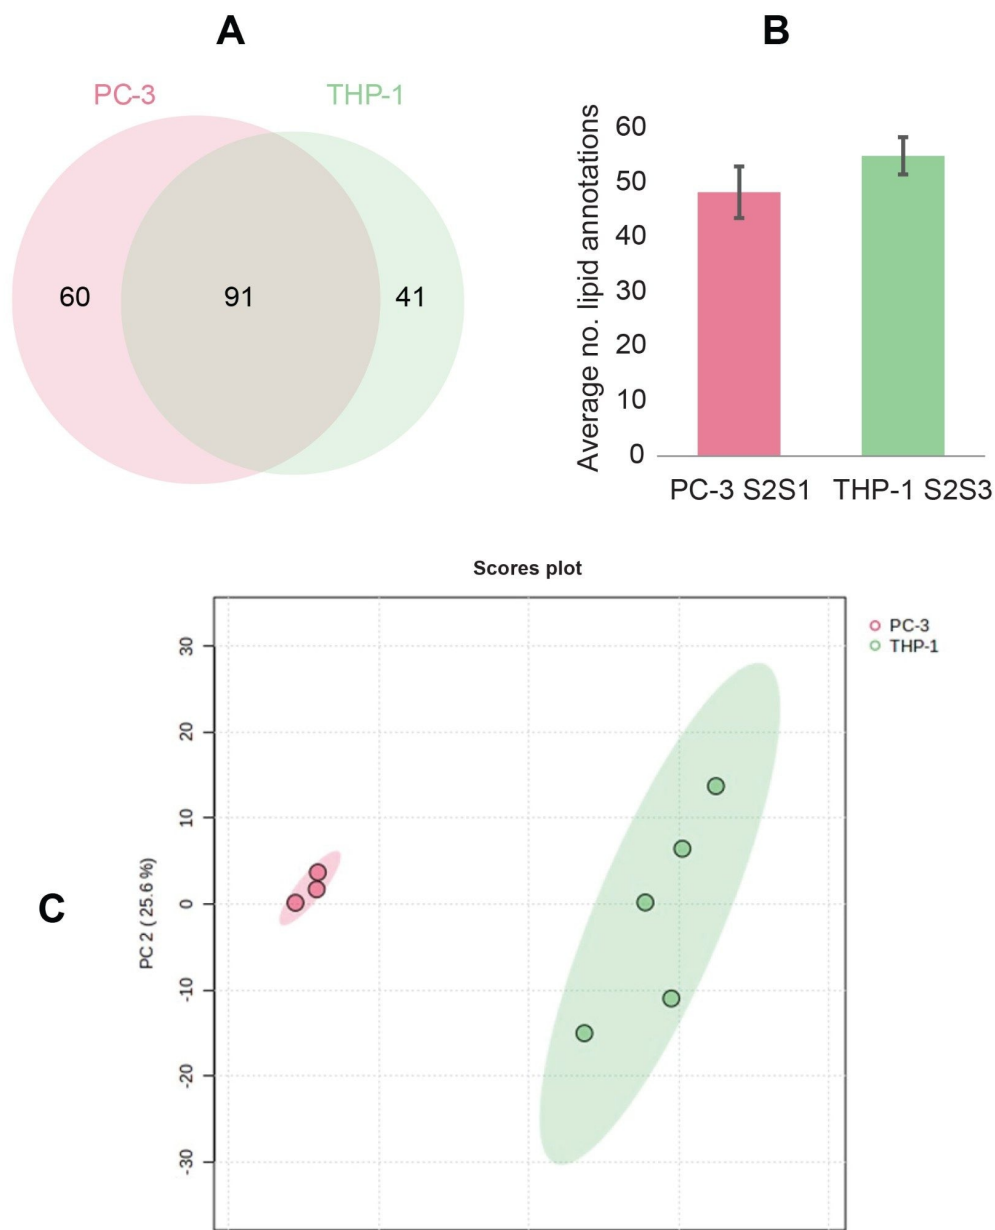 A
PC-3
THP-1
60
91
41
B
Average no. lipid annotations
60
50
40
30
20
10
0
PC-3 S2S1
THP-1 S2S3
C
Scores plot
PC 2 ( 25.6 %)
30
20
10
0
-10
-20
-30
PC-3
THP-1